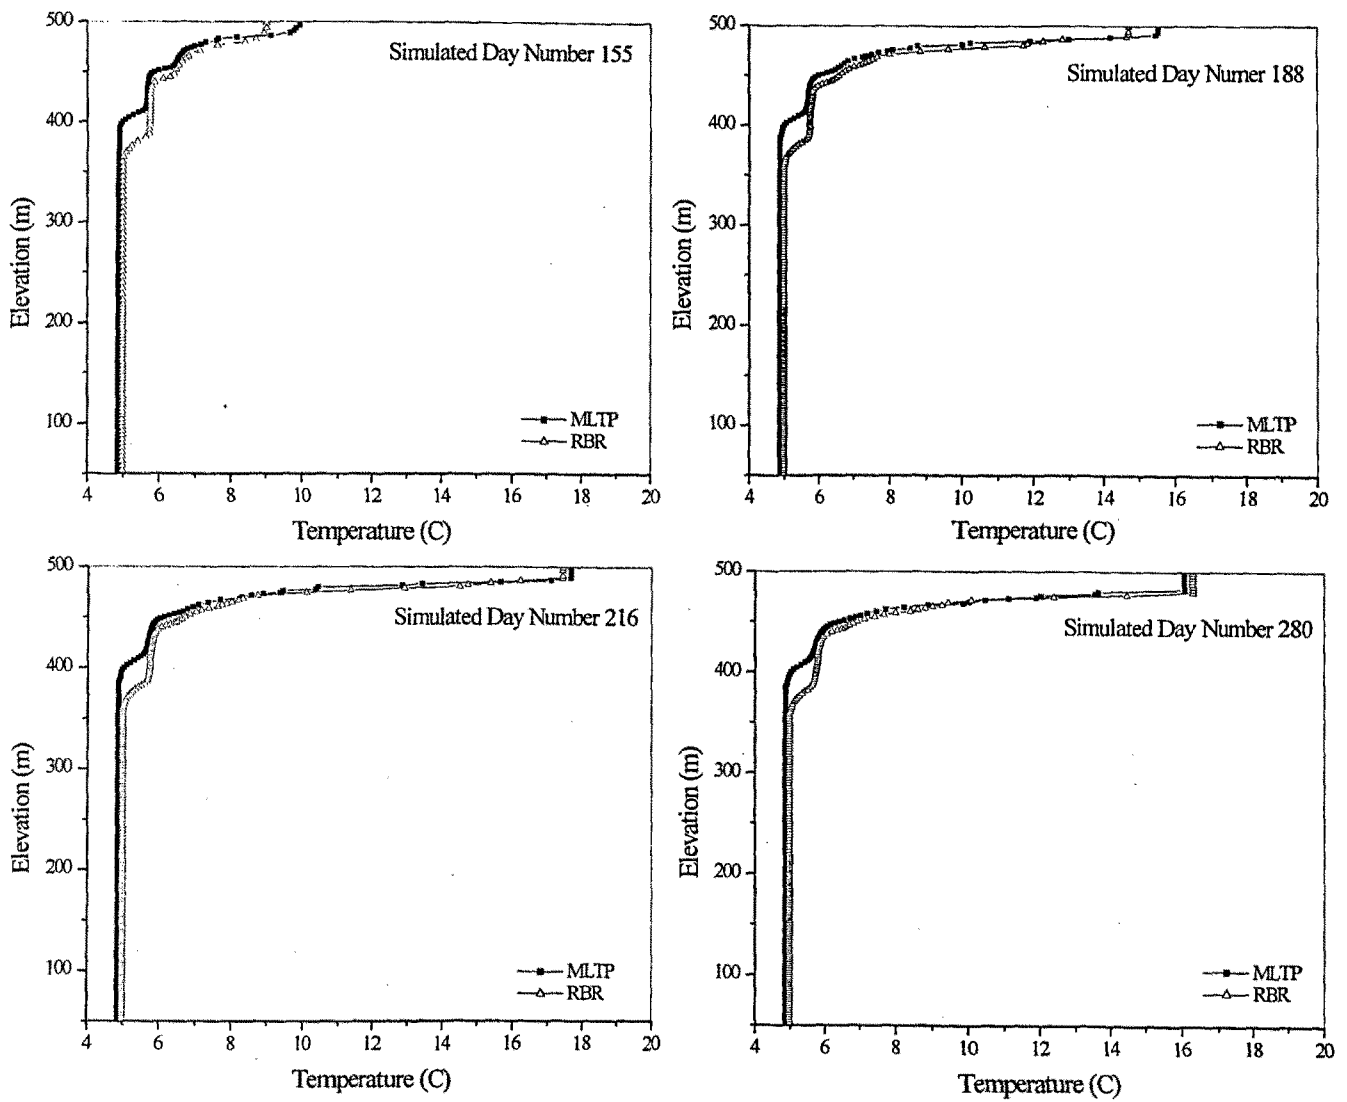 500
400
300
200
100
Elevation (m)
Simulated Day Number 155
MLTP
RBR
4 6 8 10 12 14 16 18 20
Temperature (C)
500
400
300
200
100
Elevation (m)
Simulated Day Numer 188
MLTP
RBR
4 6 8 10 12 14 16 18 20
Temperature (C)
500
400
300
200
100
Elevation (m)
Simulated Day Number 216
MLTP
RBR
4 6 8 10 12 14 16 18 20
Temperature (C)
500
400
300
200
100
Elevation (m)
Simulated Day Number 280
MLTP
RBR
4 6 8 10 12 14 16 18 20
Temperature (C)